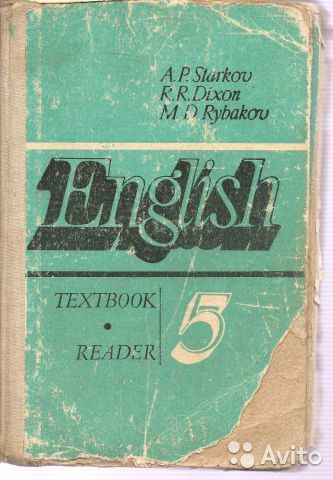 A.P. Starkov
R.R. Dixon
M.D. Rybakov
English
TEXTBOOK
•
READER
5
Avito